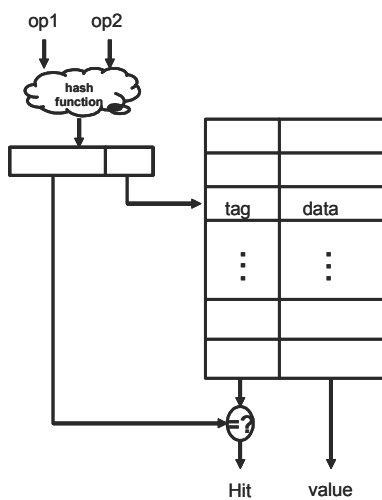 op1 op2
hash
function
tag data
⋮ ⋮
=?
Hit value